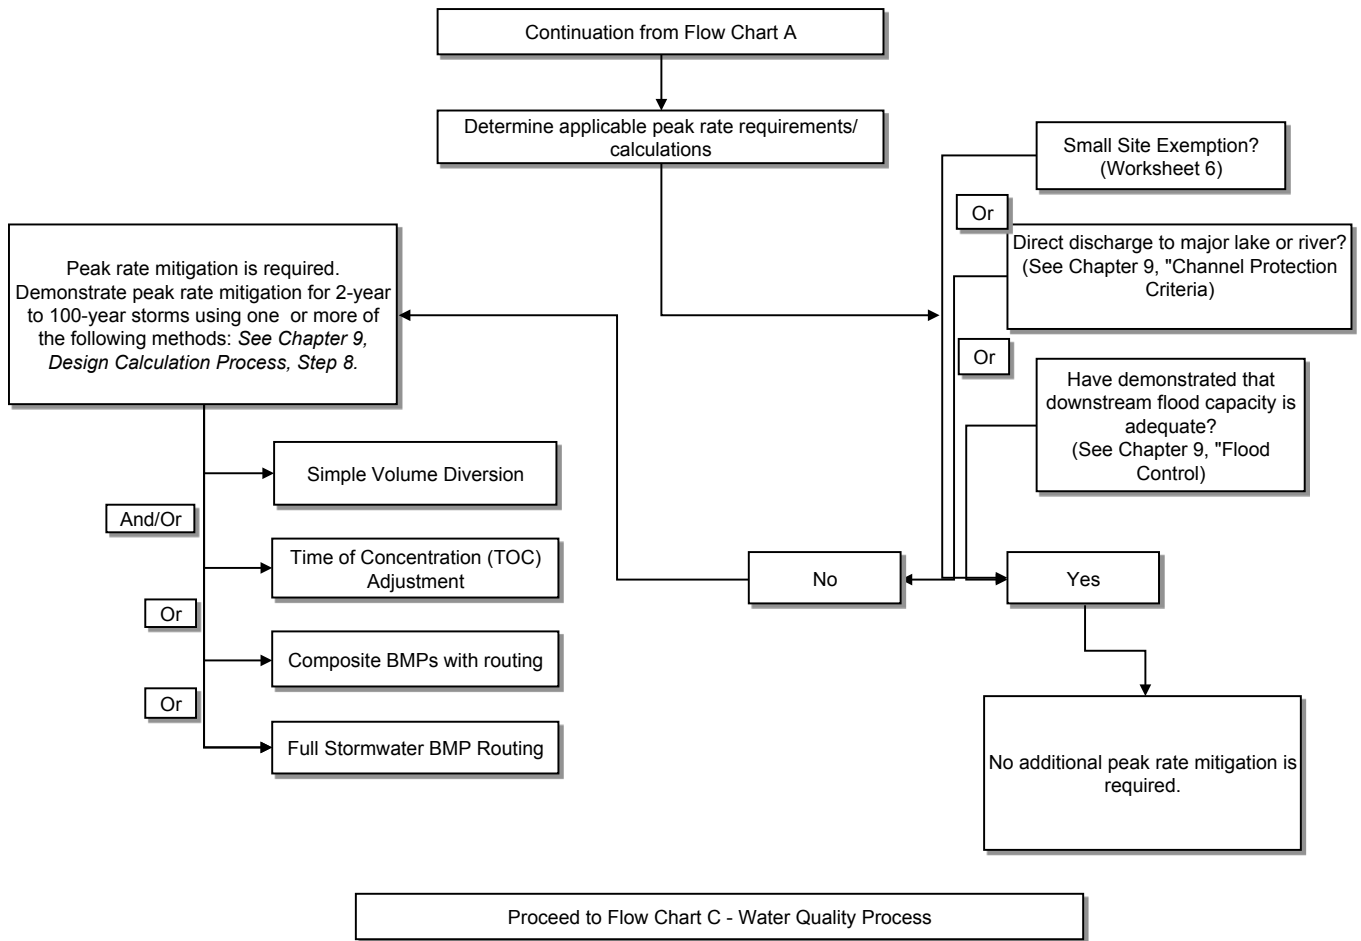 Continuation from Flow Chart A
Determine applicable peak rate requirements/
calculations
Small Site Exemption?
(Worksheet 6)
Or
Direct discharge to major lake or river?
(See Chapter 9, "Channel Protection
Criteria)
Or
Have demonstrated that
downstream flood capacity is
adequate?
(See Chapter 9, "Flood
Control)
Peak rate mitigation is required.
Demonstrate peak rate mitigation for 2-year
to 100-year storms using one or more of
the following methods: See Chapter 9,
Design Calculation Process, Step 8.
Simple Volume Diversion
And/Or
Time of Concentration (TOC)
Adjustment
Or
Composite BMPs with routing
Or
Full Stormwater BMP Routing
No
Yes
No additional peak rate mitigation is
required.
Proceed to Flow Chart C - Water Quality Process